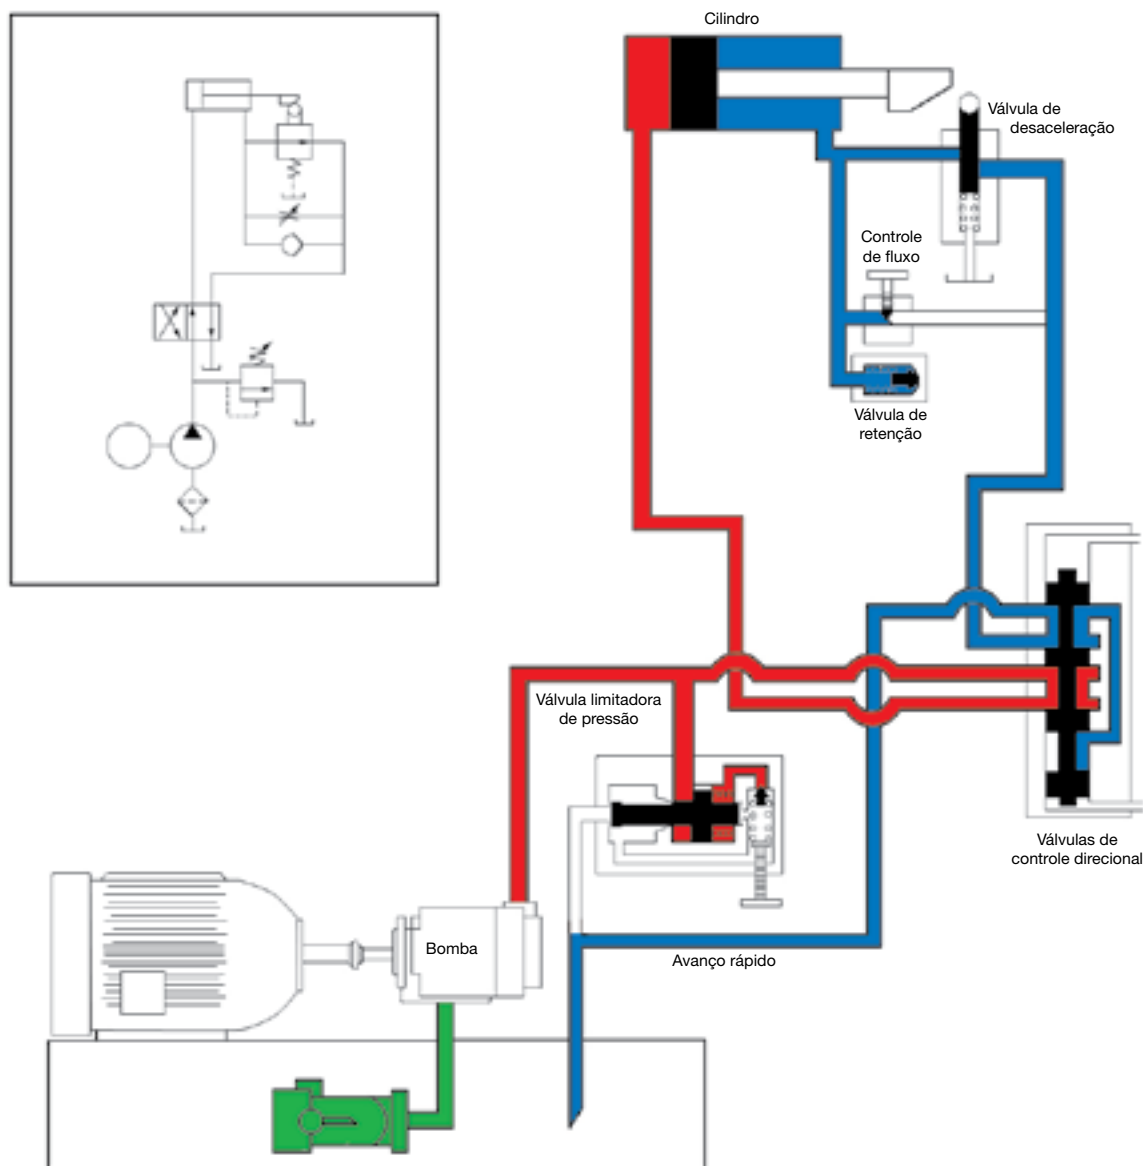 Cilindro
Válvula de
desaceleração
Controle
de fluxo
Válvula de
retenção
Válvula limitadora
de pressão
Válvulas de
controle direcional
Bomba
Avanço rápido